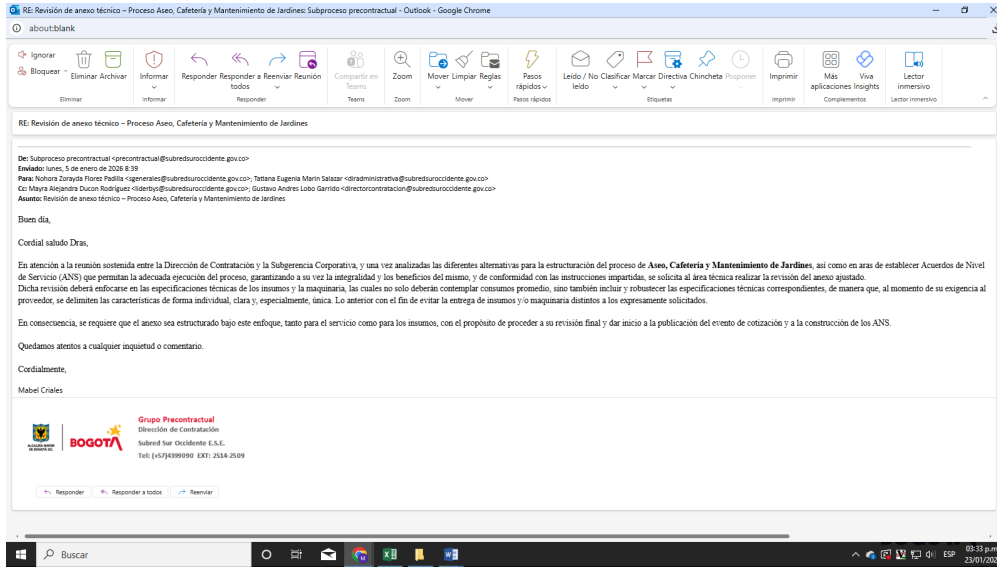 RE: Revisión de anexo técnico – Proceso Aseo, Cafetería y Mantenimiento de Jardines: Subproceso precontractual - Outlook - Google Chrome
about:blank
Ignorar
Bloquear
Eliminar Archivar
Informar
Responder Responder a todos Reenviar Reunión
Compartir en Teams
Zoom
Mover Limpiar Reglas
Pasos rápidos
Leído / No leído Clasificar Marcar Directiva Chincheta Posponer
Imprimir
Más aplicaciones
Viva Insights
Lector inmersivo
Eliminar Informar Responder Teams Zoom Mover Pasos rápidos Etiquetas Imprimir Complementos Lector inmersivo
RE: Revisión de anexo técnico – Proceso Aseo, Cafetería y Mantenimiento de Jardines
De: Subproceso precontractual <precontractual@subredsuroccidente.gov.co>
Enviado: lunes, 5 de enero de 2026 8:39
Para: Nohora Zorayda Florez Padilla <sgenerales@subredsuroccidente.gov.co>; Tatiana Eugenia Marin Salazar <diradministrativa@subredsuroccidente.gov.co>
Cc: Mayra Alejandra Ducon Rodríguez <liderbys@subredsuroccidente.gov.co>; Gustavo Andres Lobo Garrido <directorcontratacion@subredsuroccidente.gov.co>
Asunto: Revisión de anexo técnico – Proceso Aseo, Cafetería y Mantenimiento de Jardines
Buen día,
Cordial saludo Dras,
En atención a la reunión sostenida entre la Dirección de Contratación y la Subgerencia Corporativa, y una vez analizadas las diferentes alternativas para la estructuración del proceso de Aseo, Cafetería y Mantenimiento de Jardines, así como en aras de establecer Acuerdos de Nivel
de Servicio (ANS) que permitan la adecuada ejecución del proceso, garantizando a su vez la integralidad y los beneficios del mismo, y de conformidad con las instrucciones impartidas, se solicita al área técnica realizar la revisión del anexo ajustado.
Dicha revisión deberá enfocarse en las especificaciones técnicas de los insumos y la maquinaria, las cuales no solo deberán contemplar consumos promedio, sino también incluir y robustecer las especificaciones técnicas correspondientes, de manera que, al momento de su exigencia al
proveedor, se delimiten las características de forma individual, clara y, especialmente, única. Lo anterior con el fin de evitar la entrega de insumos y/o maquinaria distintos a los expresamente solicitados.
En consecuencia, se requiere que el anexo sea estructurado bajo este enfoque, tanto para el servicio como para los insumos, con el propósito de proceder a su revisión final y dar inicio a la publicación del evento de cotización y a la construcción de los ANS.
Quedamos atentos a cualquier inquietud o comentario.
Cordialmente,
Mabel Criales
Grupo Precontractual
Dirección de Contratación
Subred Sur Occidente E.S.E.
Tel: (+57)4399090 EXT: 2514-2509
ALCALDÍA MAYOR
DE BOGOTÁ D.C.
BOGOTÁ
Responder
Responder a todos
Reenviar
Buscar
ESP
03:33 p.m
23/01/202